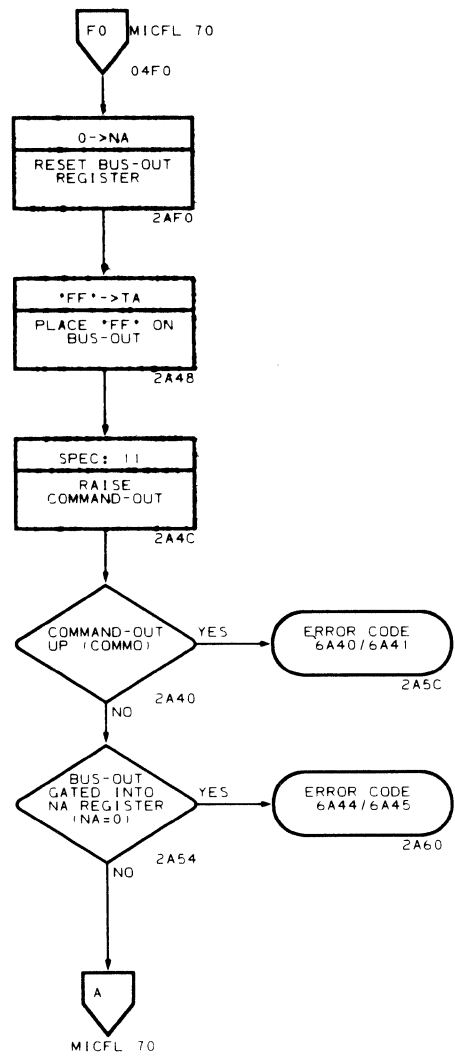 F0 MICFL 70
04F0
0->NA
RESET BUS-OUT
REGISTER
2AF0
"FF"->TA
PLACE "FF" ON
BUS-OUT
2A48
SPEC: 11
RAISE
COMMAND-OUT
2A4C
COMMAND-OUT
UP (COMMO)
YES
ERROR CODE
6A40/6A41
2A5C
2A40
NO
BUS-OUT
GATED INTO
NA REGISTER
(NA=0)
YES
ERROR CODE
6A44/6A45
2A60
2A54
NO
A
MICFL 70